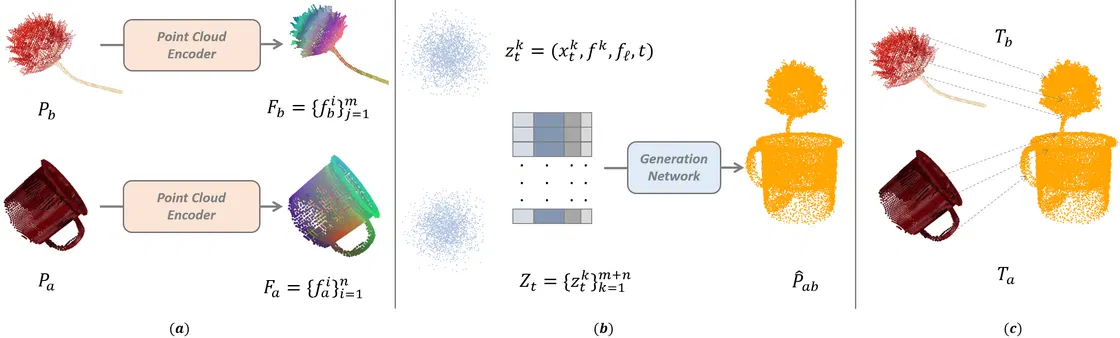 Point Cloud
Encoder
P_b
F_b = {f_b^i}_{j=1}^m
Point Cloud
Encoder
P_a
F_a = {f_a^i}_{i=1}^n
(a)
z_t^k = (x_t^k, f^k, f_ℓ, t)
Generation
Network
Z_t = {z_t^k}_{k=1}^{m+n}
P̂_ab
(b)
T_b
T_a
(c)